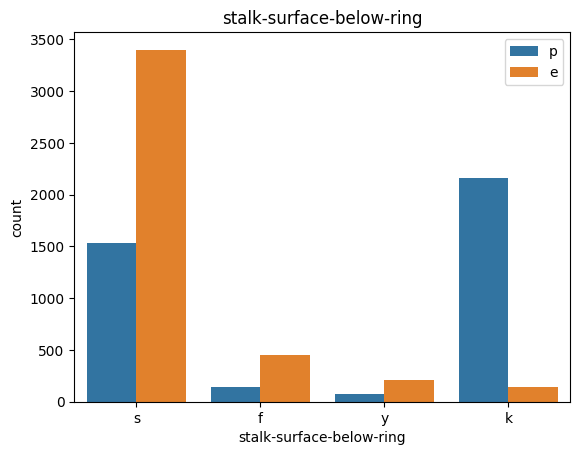 stalk-surface-below-ring
p
e
3500
3000
2500
2000
1500
1000
500
0
count
s f y k
stalk-surface-below-ring